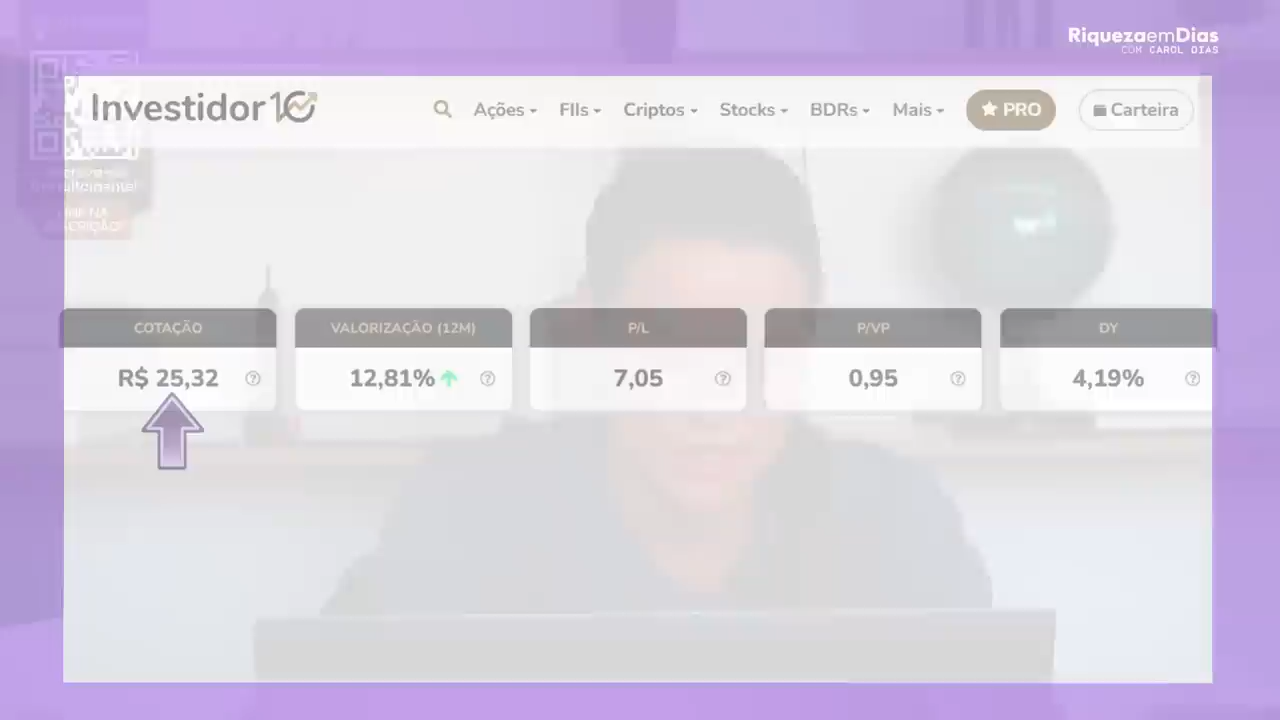 RiquezaemDias
COM CAROL DIAS
Investidor10
Ações
FIIs
Criptos
Stocks
BDRs
Mais
PRO
Carteira
COTAÇÃO
VALORIZAÇÃO (12M)
P/L
P/VP
DY
R$ 25,32
12,81%
7,05
0,95
4,19%